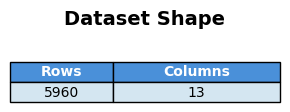 Dataset Shape
Rows Columns
5960 13